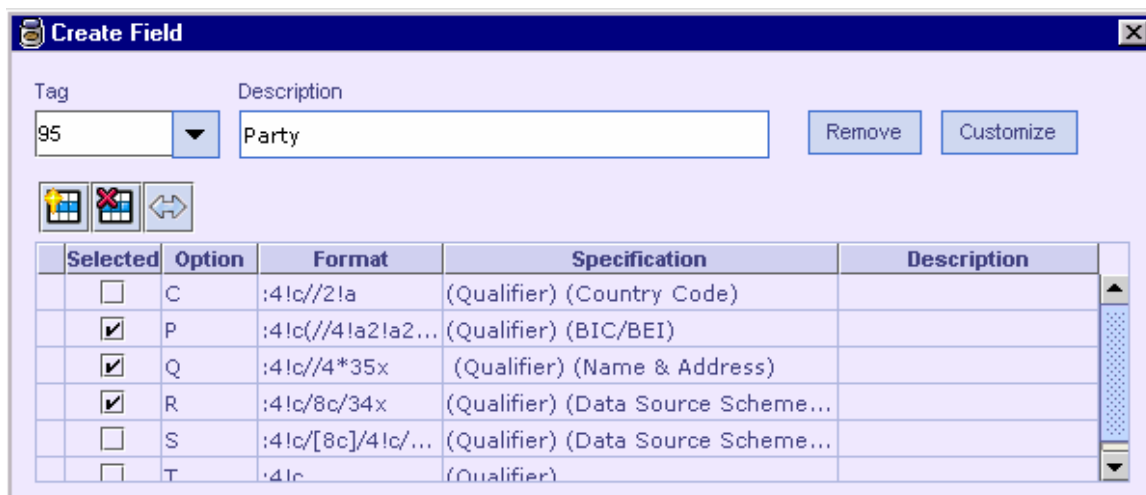 Create Field
Tag Description
95 Party Remove Customize
Selected Option Format Specification Description
C :4!c//2!a (Qualifier) (Country Code)
P :4!c(//4!a2!a2... (Qualifier) (BIC/BEI)
Q :4!c//4*35x (Qualifier) (Name & Address)
R :4!c/8c/34x (Qualifier) (Data Source Scheme...
S :4!c/[8c]/4!c/... (Qualifier) (Data Source Scheme...
T :4!c (Qualifier)